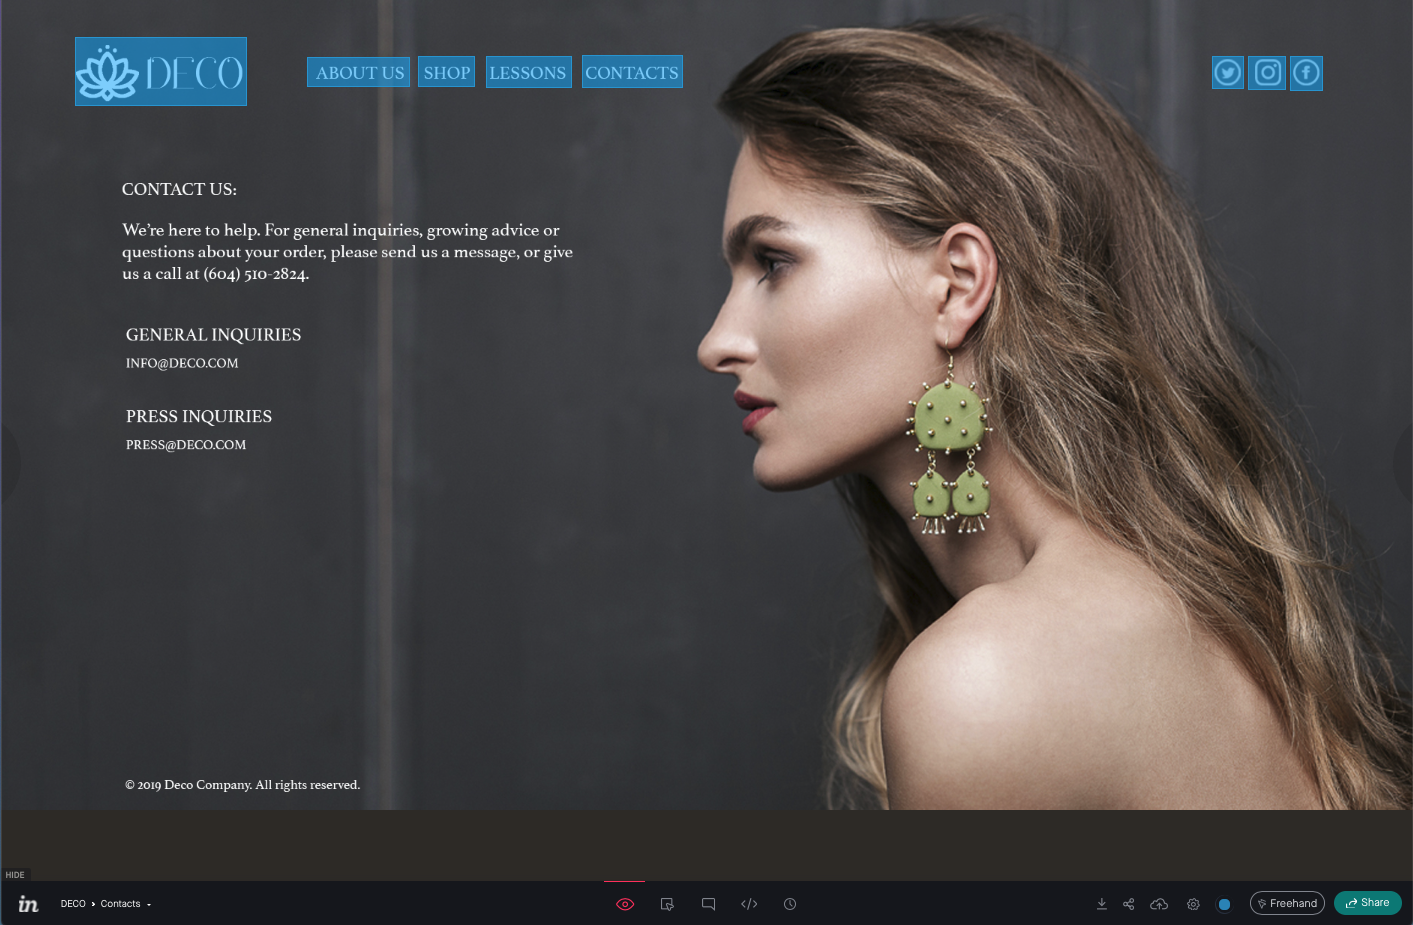 DECO
ABOUT US SHOP LESSONS CONTACTS
CONTACT US:
We're here to help. For general inquiries, growing advice or
questions about your order, please send us a message, or give
us a call at (604) 510-2824.
GENERAL INQUIRIES
INFO@DECO.COM
PRESS INQUIRIES
PRESS@DECO.COM
© 2019 Deco Company. All rights reserved.
HIDE
in DECO › Contacts Freehand Share